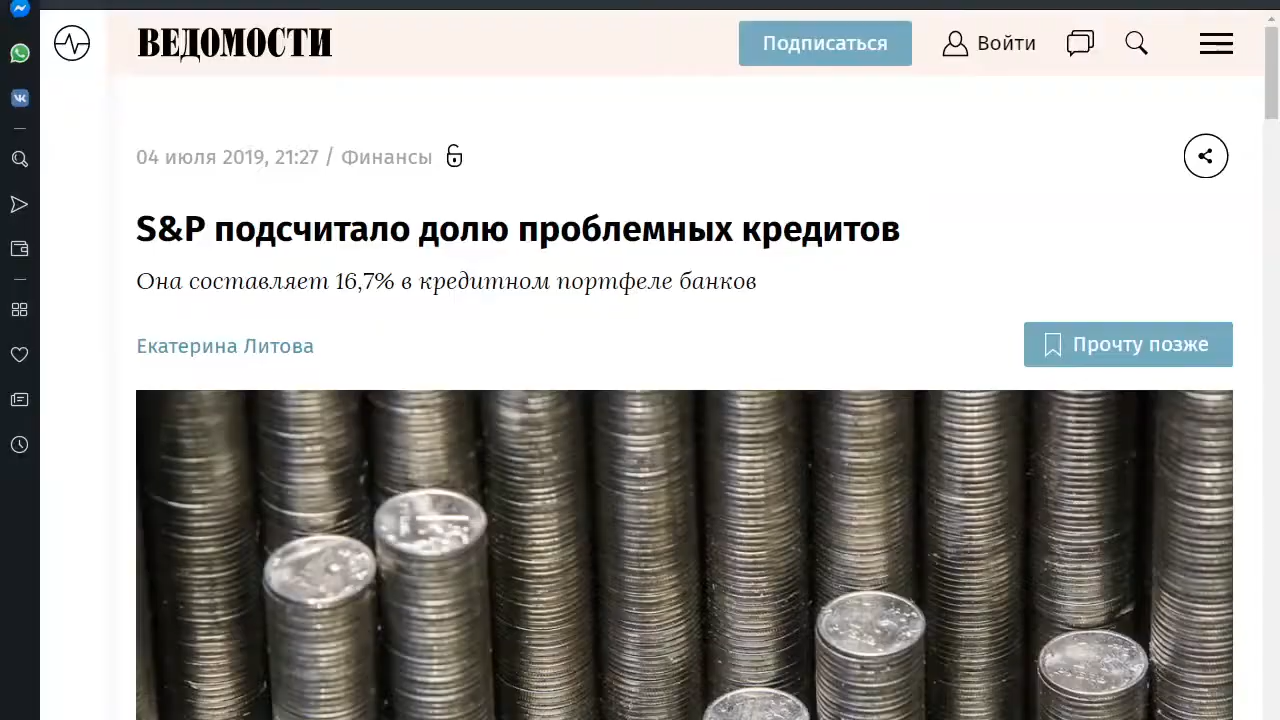 ВЕДОМОСТИ
Подписаться
Войти
04 июля 2019, 21:27 / Финансы
S&P подсчитало долю проблемных кредитов
Она составляет 16,7% в кредитном портфеле банков
Екатерина Литова
Прочту позже